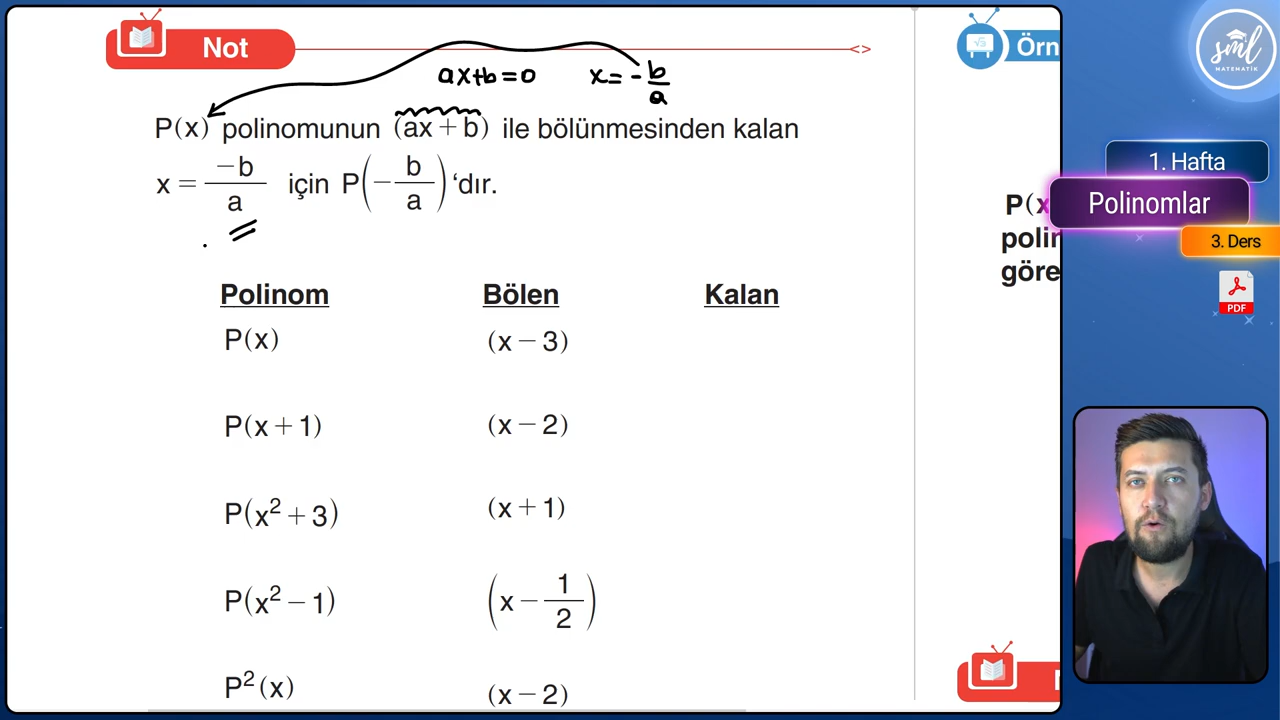 Not
ax+b=0 x=-b/a
P(x) polinomunun (ax+b) ile bölünmesinden kalan
x = -b/a için P(-b/a) ‘dır.
Polinom Bölen Kalan
P(x) (x-3)
P(x+1) (x-2)
P(x²+3) (x+1)
P(x²-1) (x-1/2)
P²(x) (x-2)
Örn
P(x
polin
göre
sml
MATEMATİK
1. Hafta
Polinomlar
3. Ders
PDF